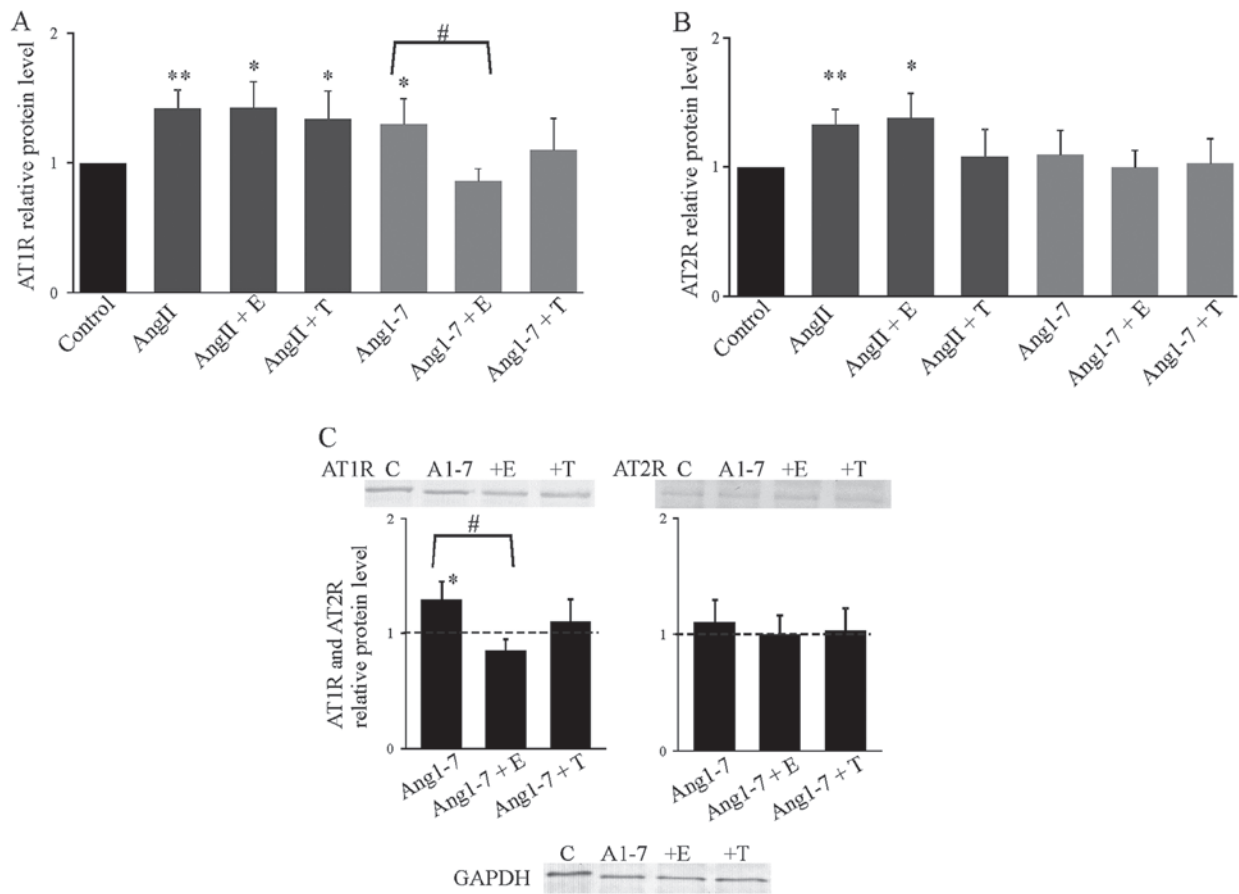 A
AT1R relative protein level
2
1
0
**
*
*
*
#
Control
AngII
AngII + E
AngII + T
Ang1-7
Ang1-7 + E
Ang1-7 + T
B
AT2R relative protein level
2
1
0
**
*
Control
AngII
AngII + E
AngII + T
Ang1-7
Ang1-7 + E
Ang1-7 + T
C
AT1R C A1-7 +E +T
AT2R C A1-7 +E +T
AT1R and AT2R
relative protein level
2
1
0
#
*
Ang1-7
Ang1-7 + E
Ang1-7 + T
2
1
0
Ang1-7
Ang1-7 + E
Ang1-7 + T
C A1-7 +E +T
GAPDH